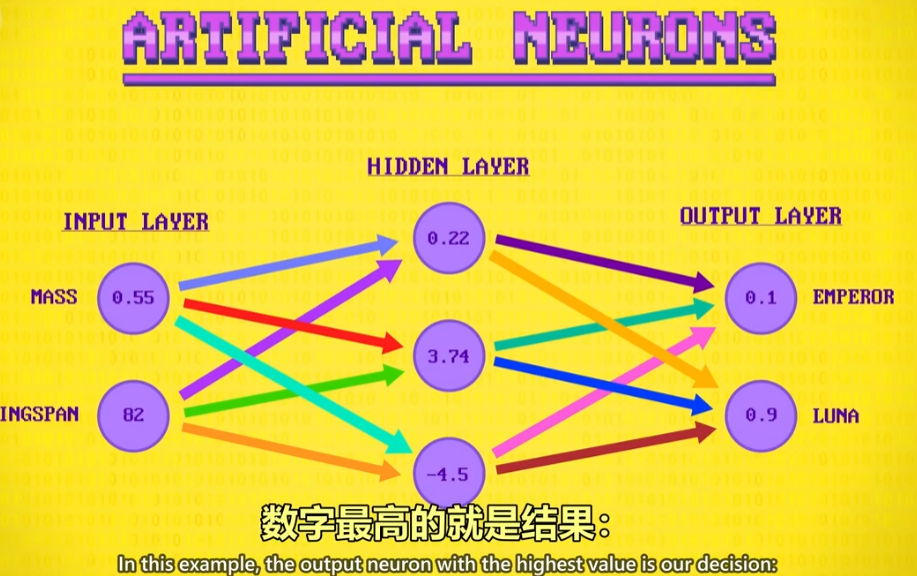 ARTIFICIAL NEURONS
HIDDEN LAYER
INPUT LAYER
OUTPUT LAYER
0.22
MASS 0.55
0.1 EMPEROR
3.74
INGSPAN 82
0.9 LUNA
-4.5
数字最高的就是结果：
In this example, the output neuron with the highest value is our decision: